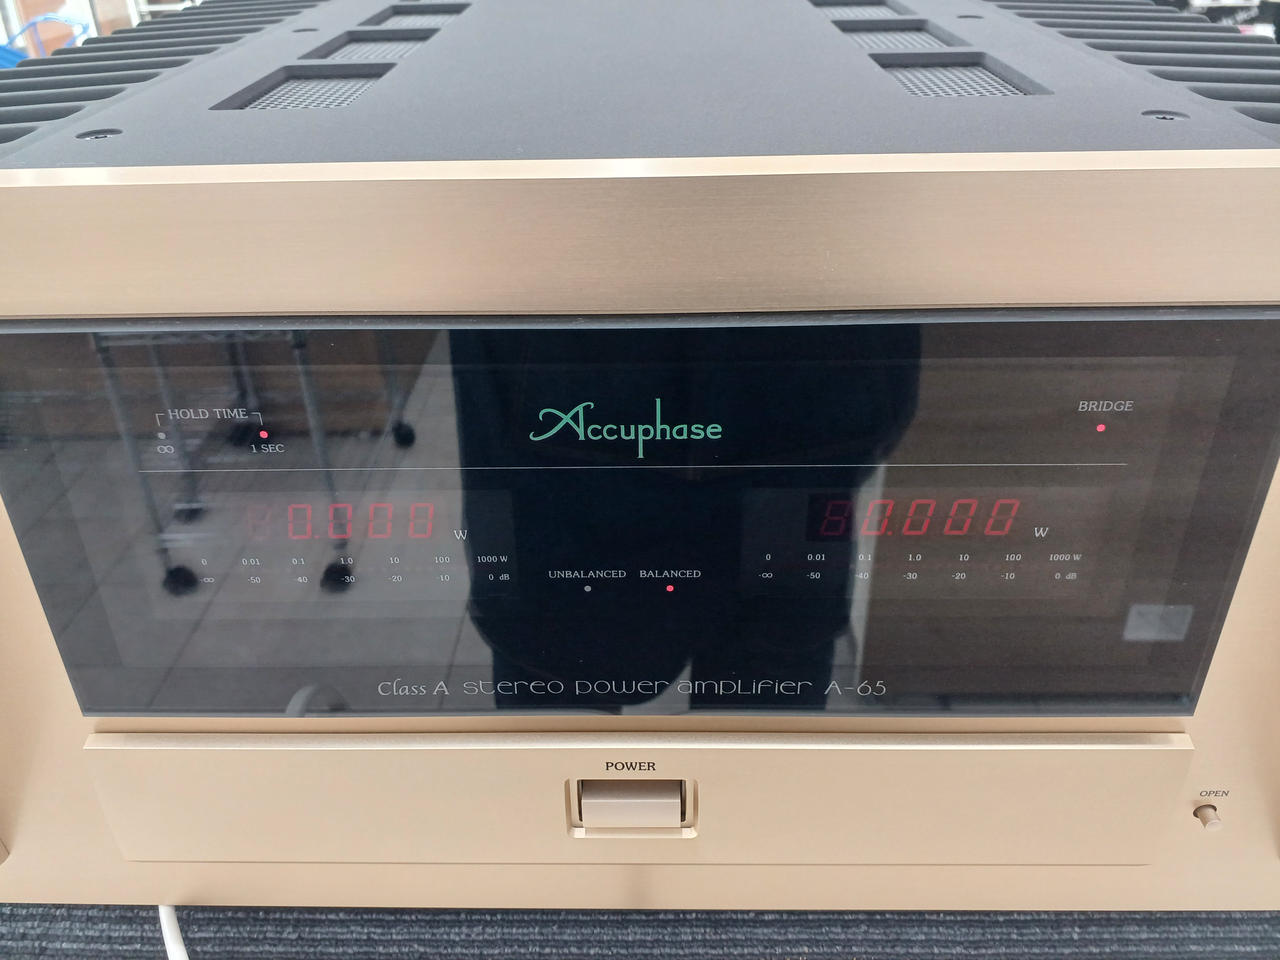 HOLD TIME
∞ 1 SEC
Accuphase
BRIDGE
0.000 W
0 0.01 0.1 1.0 10 100 1000 W
-∞ -50 -40 -30 -20 -10 0 dB
UNBALANCED BALANCED
0.000 W
0 0.01 0.1 1.0 10 100 1000 W
-∞ -50 -40 -30 -20 -10 0 dB
Class A stereo power amplifier A-65
POWER
OPEN